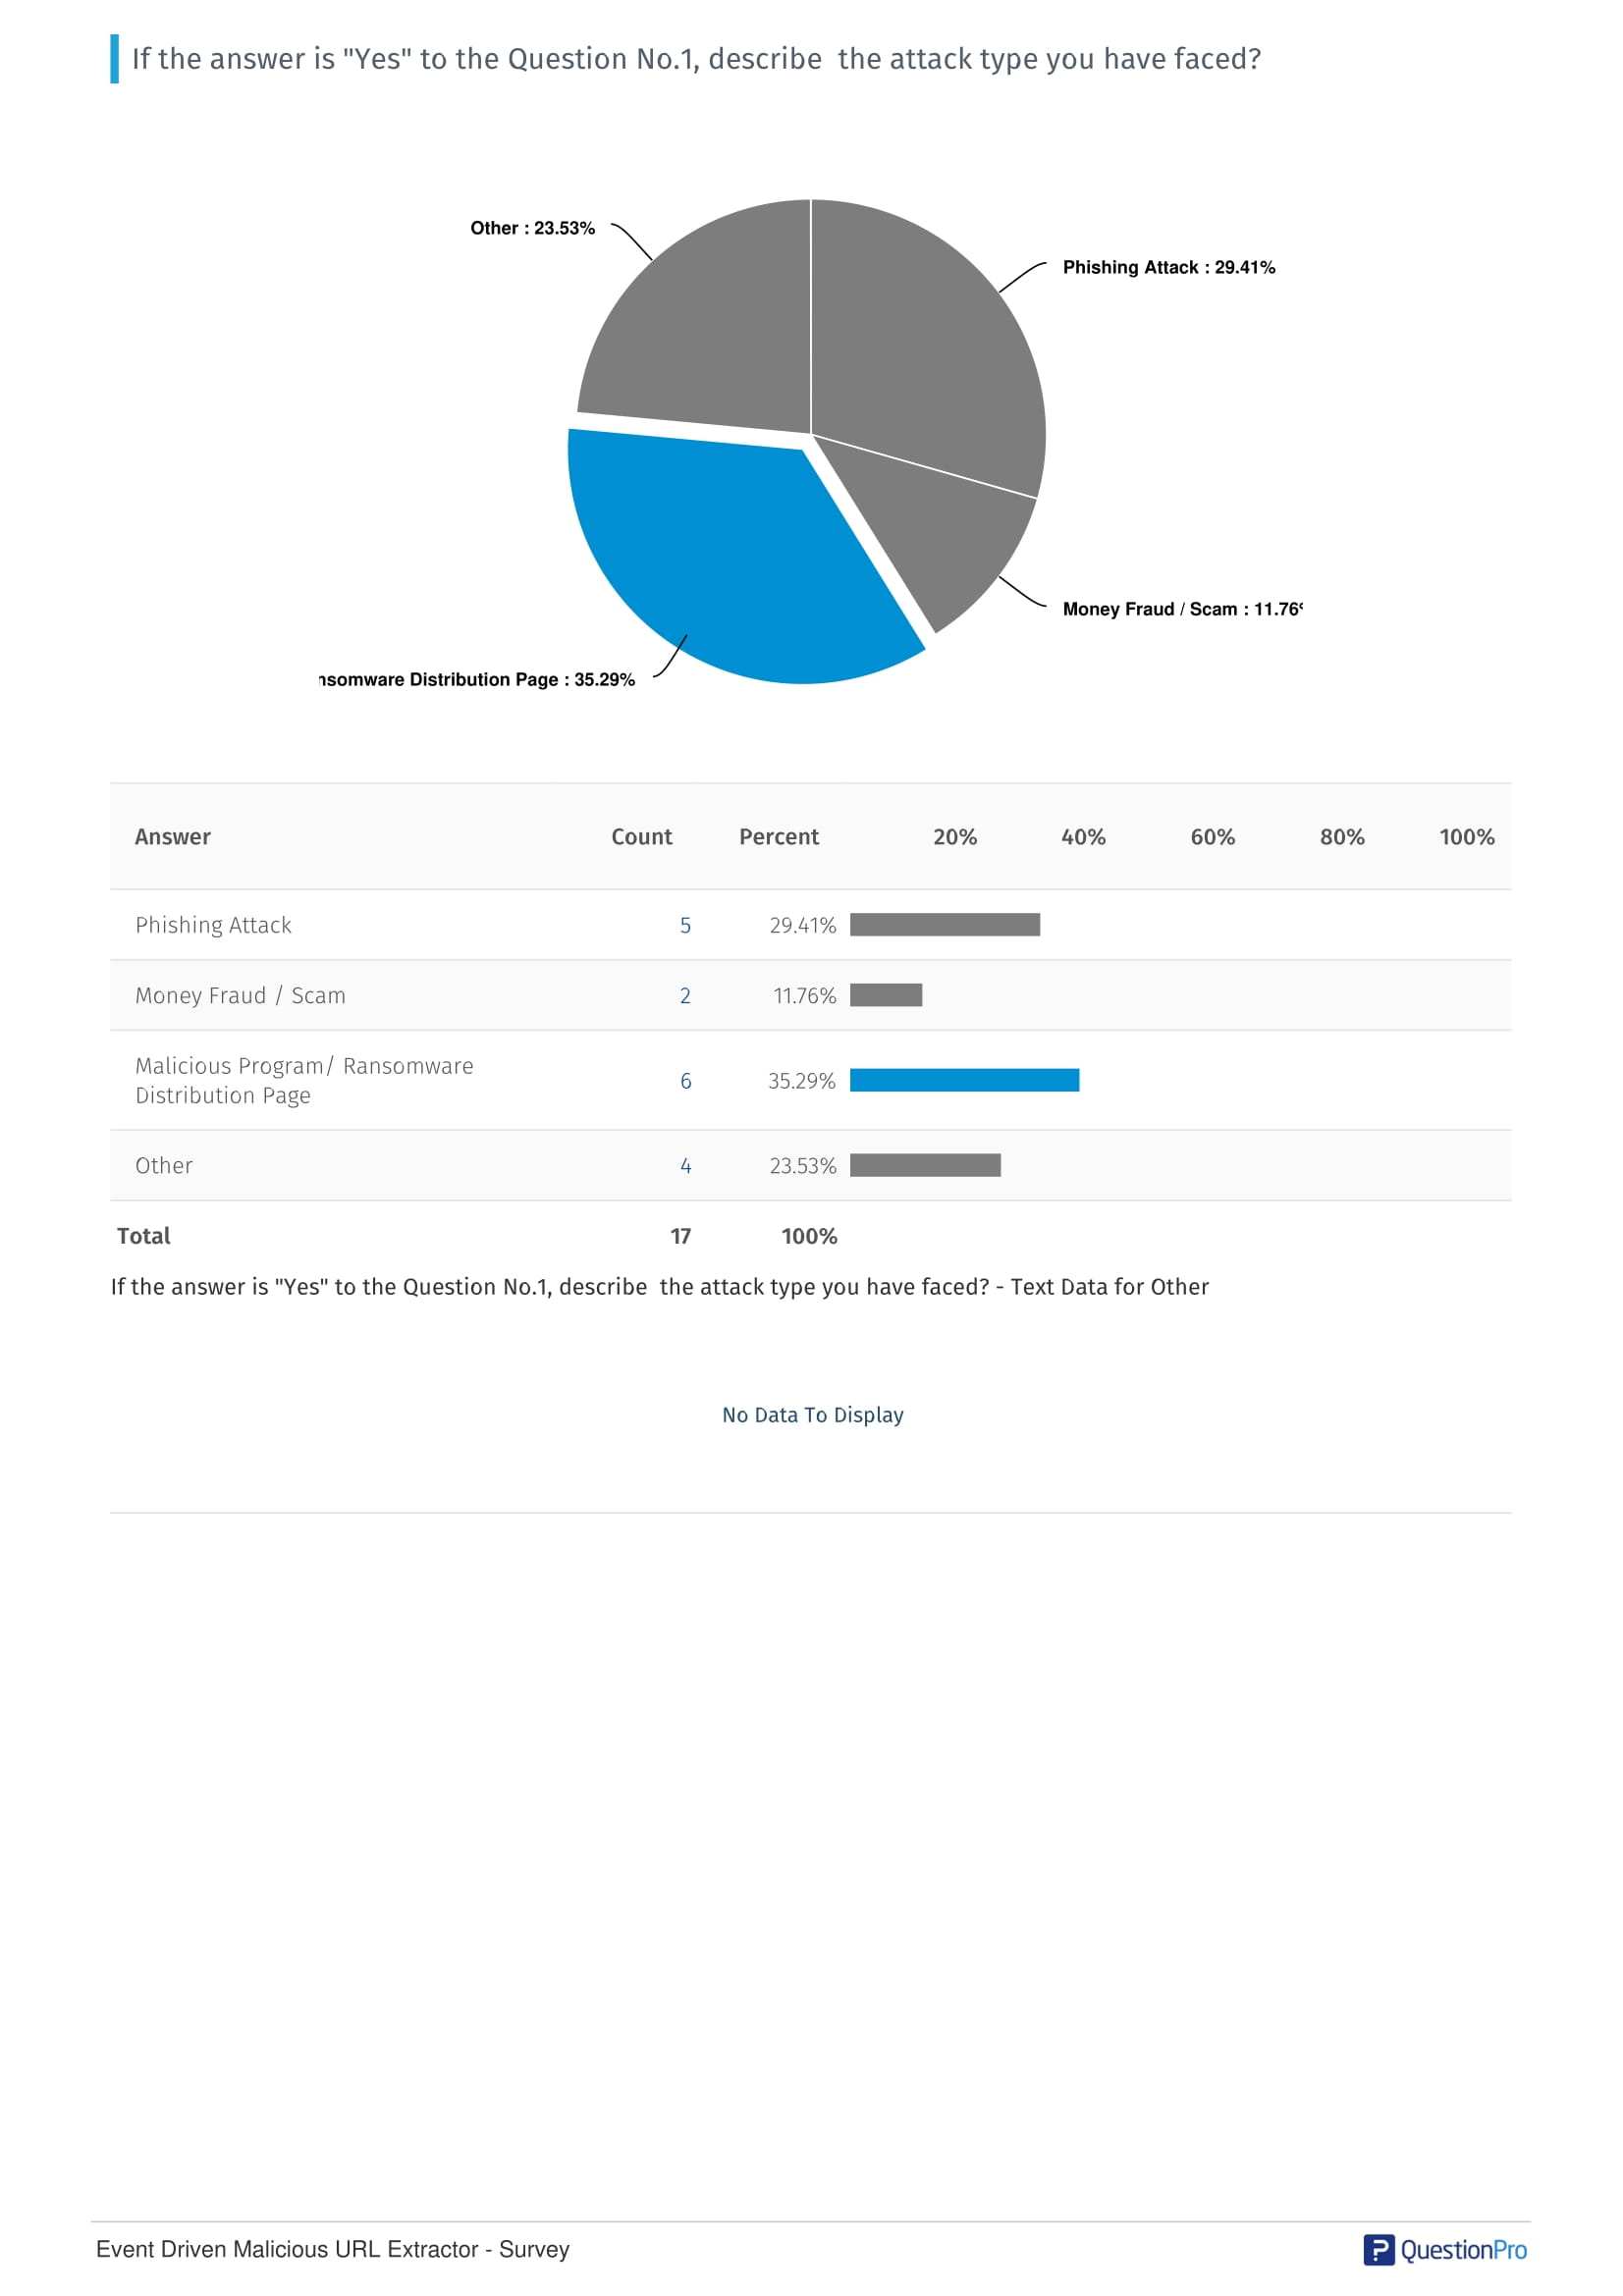 If the answer is "Yes" to the Question No.1, describe  the attack type you have faced?
Other : 23.53%
Phishing Attack : 29.41%
Money Fraud / Scam : 11.76
Distribution Page : 35.29%
Answer Count Percent 20% 40% 60% 80% 100%
Phishing Attack 5 29.41%
Money Fraud / Scam 2 11.76%
Malicious Program/ Ransomware
Distribution Page 6 35.29%
Other 4 23.53%
Total 17 100%
If the answer is "Yes" to the Question No.1, describe  the attack type you have faced? - Text Data for Other
No Data To Display
Event Driven Malicious URL Extractor - Survey
QuestionPro